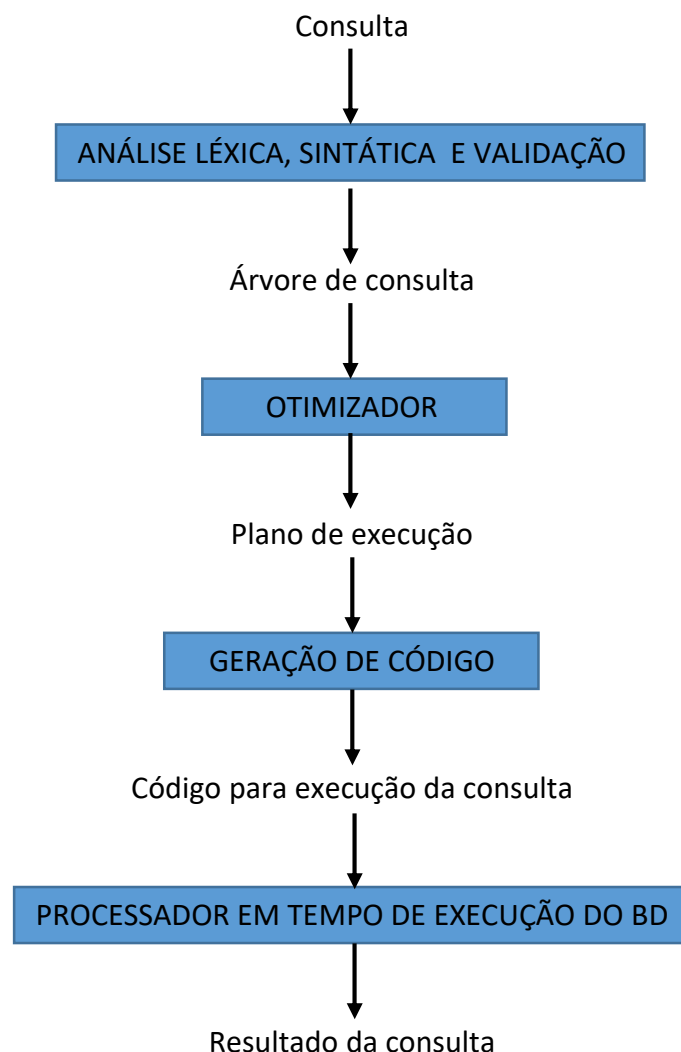 Consulta
ANÁLISE LÉXICA, SINTÁTICA E VALIDAÇÃO
Árvore de consulta
OTIMIZADOR
Plano de execução
GERAÇÃO DE CÓDIGO
Código para execução da consulta
PROCESSADOR EM TEMPO DE EXECUÇÃO DO BD
Resultado da consulta